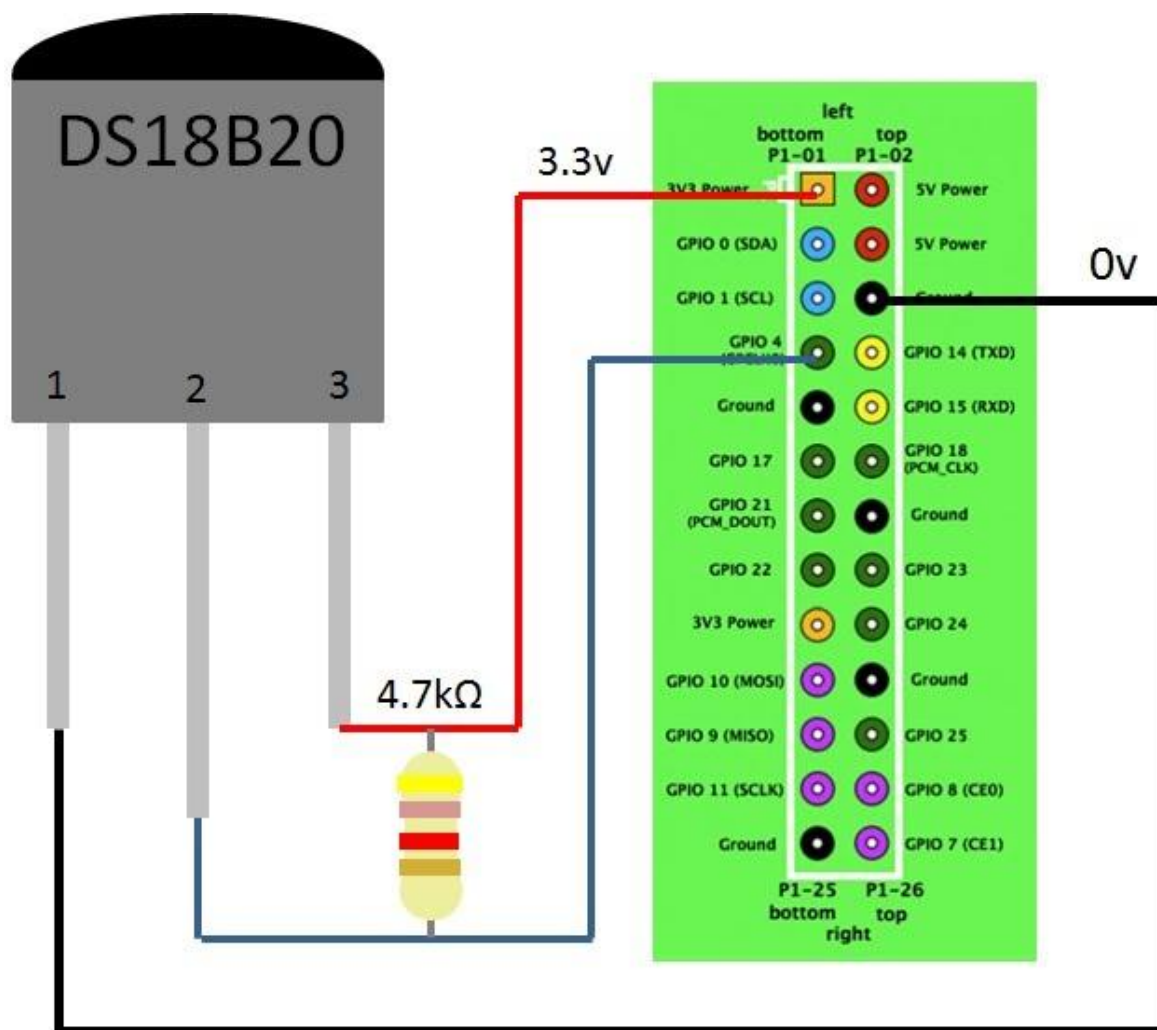 DS18B20
1
2
3
4.7kΩ
3.3v
0v
left
bottom top
P1-01 P1-02
3V3 Power 5V Power
GPIO 0 (SDA) 5V Power
GPIO 1 (SCL) Ground
GPIO 4 GPIO 14 (TXD)
Ground GPIO 15 (RXD)
GPIO 17 GPIO 18
(PCM_CLK)
GPIO 21 Ground
(PCM_DOUT)
GPIO 22 GPIO 23
3V3 Power GPIO 24
GPIO 10 (MOSI) Ground
GPIO 9 (MISO) GPIO 25
GPIO 11 (SCLK) GPIO 8 (CE0)
Ground GPIO 7 (CE1)
P1-25 P1-26
bottom top
right